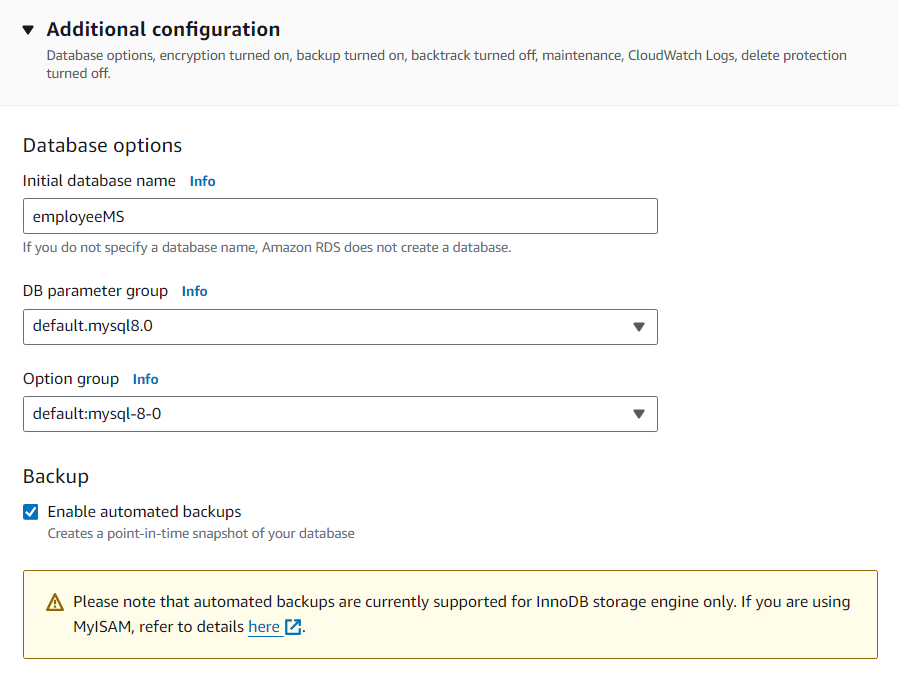 Additional configuration
Database options, encryption turned on, backup turned on, backtrack turned off, maintenance, CloudWatch Logs, delete protection
turned off.
Database options
Initial database name Info
employeeMS
If you do not specify a database name, Amazon RDS does not create a database.
DB parameter group Info
default.mysql8.0
Option group Info
default:mysql-8-0
Backup
Enable automated backups
Creates a point-in-time snapshot of your database
Please note that automated backups are currently supported for InnoDB storage engine only. If you are using
MyISAM, refer to details here.